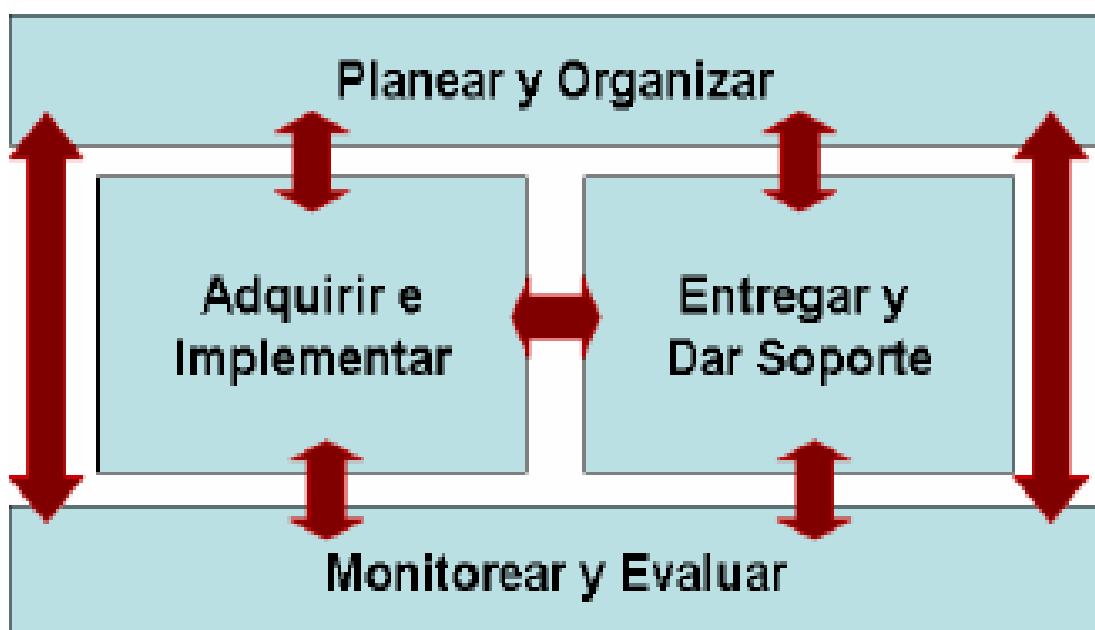 Planear y Organizar
Adquirir e
Implementar
Entregar y
Dar Soporte
Monitorear y Evaluar